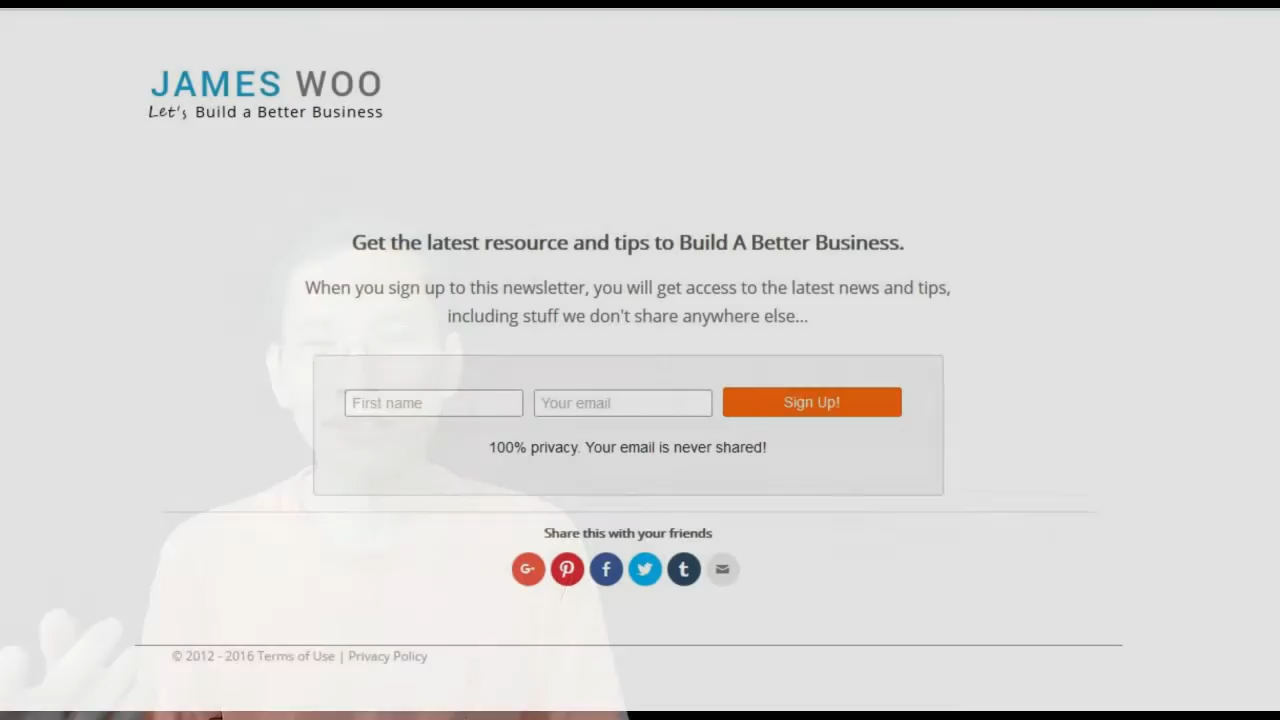 JAMES WOO
Let's Build a Better Business
Get the latest resource and tips to Build A Better Business.
When you sign up to this newsletter, you will get access to the latest news and tips,
including stuff we don't share anywhere else...
First name
Your email
Sign Up!
100% privacy. Your email is never shared!
Share this with your friends
© 2012 - 2016 Terms of Use | Privacy Policy